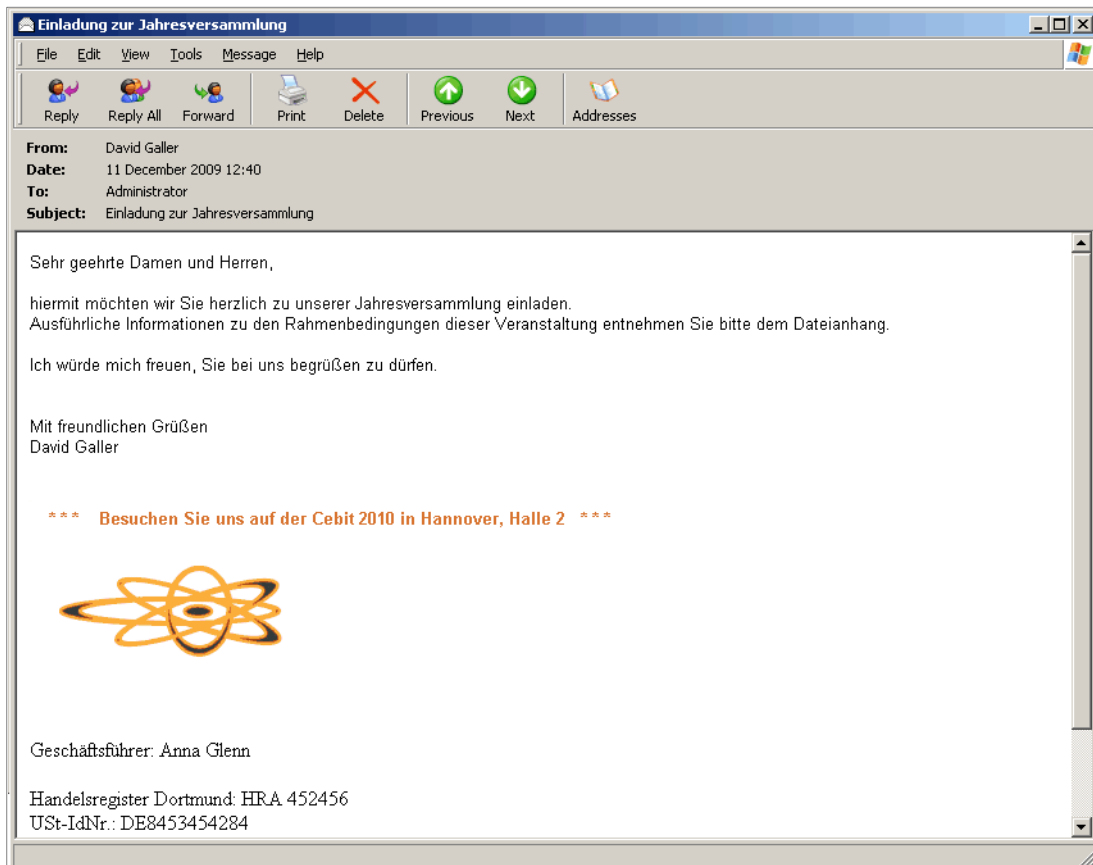 Einladung zur Jahresversammlung
File Edit View Tools Message Help
Reply Reply All Forward Print Delete Previous Next Addresses
From: David Galler
Date: 11 December 2009 12:40
To: Administrator
Subject: Einladung zur Jahresversammlung
Sehr geehrte Damen und Herren,
hiermit möchten wir Sie herzlich zu unserer Jahresversammlung einladen.
Ausführliche Informationen zu den Rahmenbedingungen dieser Veranstaltung entnehmen Sie bitte dem Dateianhang.
Ich würde mich freuen, Sie bei uns begrüßen zu dürfen.
Mit freundlichen Grüßen
David Galler
*** Besuchen Sie uns auf der Cebit 2010 in Hannover, Halle 2 ***
Geschäftsführer: Anna Glenn
Handelsregister Dortmund: HRA 452456
USt-IdNr.: DE8453454284